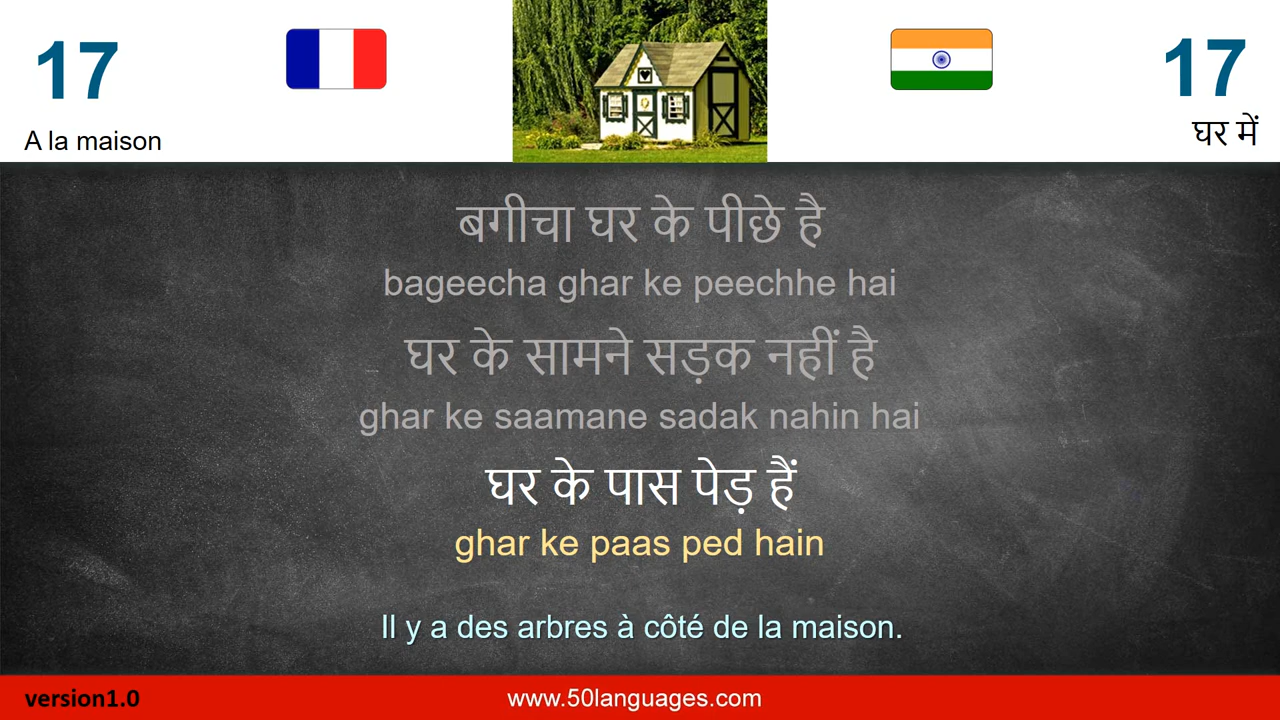 17
17
A la maison
घर में
बगीचा घर के पीछे है
bageecha ghar ke peechhe hai
घर के सामने सड़क नहीं है
ghar ke saamane sadak nahin hai
घर के पास पेड़ हैं
ghar ke paas ped hain
Il y a des arbres à côté de la maison.
version1.0
www.50languages.com